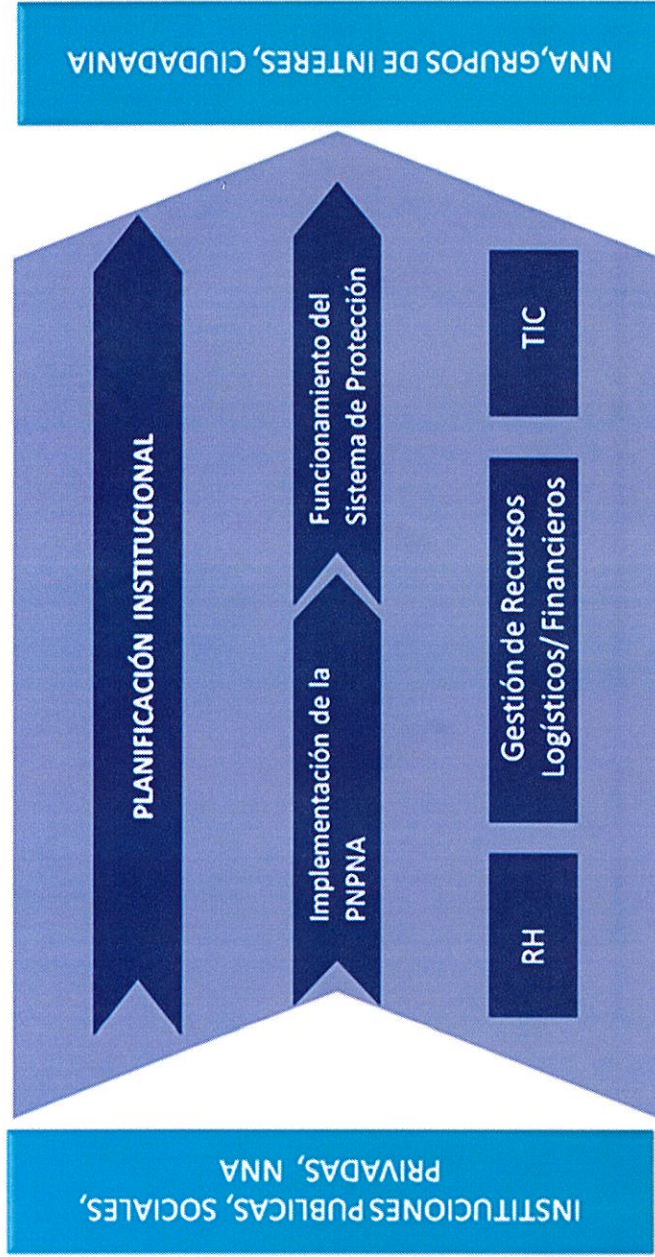 INSTITUCIONES PUBLICAS, SOCIALES,
PRIVADAS, NNA
PLANIFICACIÓN INSTITUCIONAL
Implementación de la
PNPNA
Funcionamiento del
Sistema de Protección
RH
Gestión de Recursos
Logísticos/ Financieros
TIC
NNA,GRUPOS DE INTERES, CIUDADANIA